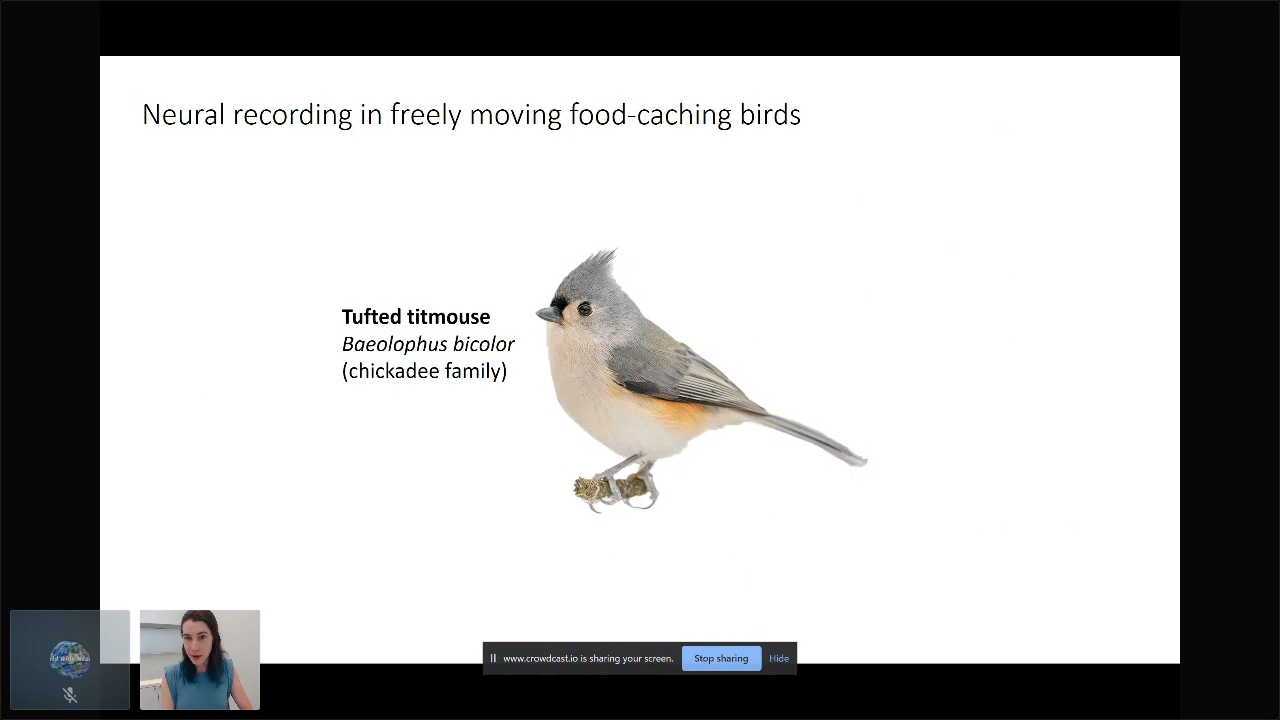 Neural recording in freely moving food-caching birds
Tufted titmouse
Baeolophus bicolor
(chickadee family)
www.crowdcast.io is sharing your screen.
Stop sharing
Hide